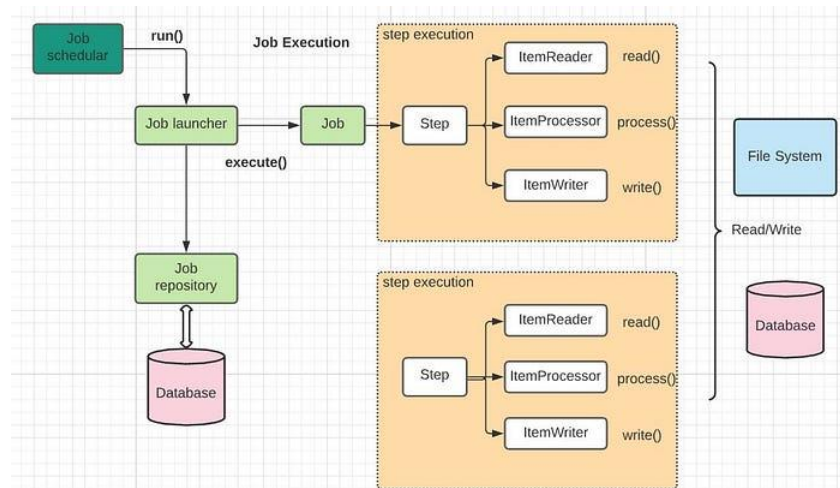 Job
schedular
run()
Job Execution
Job launcher
execute()
Job
Job
repository
Database
step execution
Step
ItemReader
read()
ItemProcessor
process()
ItemWriter
write()
step execution
Step
ItemReader
read()
ItemProcessor
process()
ItemWriter
write()
File System
Read/Write
Database